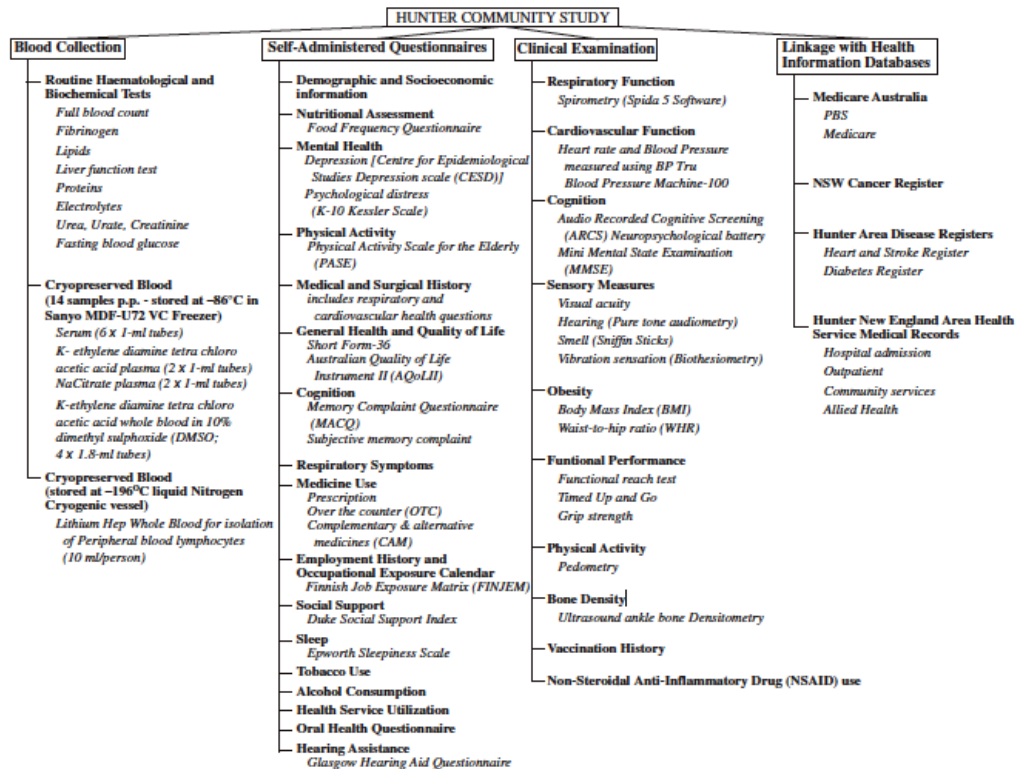 HUNTER COMMUNITY STUDY
Blood Collection
Routine Haematological and
Biochemical Tests
Full blood count
Fibrinogen
Lipids
Liver function test
Proteins
Electrolytes
Urea, Urate, Creatinine
Fasting blood glucose
Cryopreserved Blood
(14 samples p.p. - stored at –86°C in
Sanyo MDF-U72 VC Freezer)
Serum (6 x 1-ml tubes)
K- ethylene diamine tetra chloro
acetic acid plasma (2 x 1-ml tubes)
NaCitrate plasma (2 x 1-ml tubes)
K-ethylene diamine tetra chloro
acetic acid whole blood in 10%
dimethyl sulphoxide (DMSO;
4 x 1.8-ml tubes)
Cryopreserved Blood
(stored at –196°C liquid Nitrogen
Cryogenic vessel)
Lithium Hep Whole Blood for isolation
of Peripheral blood lymphocytes
(10 ml/person)
Self-Administered Questionnaires
Demographic and Socioeconomic
information
Nutritional Assessment
Food Frequency Questionnaire
Mental Health
Depression [Centre for Epidemiological
Studies Depression scale (CESD)]
Psychological distress
(K-10 Kessler Scale)
Physical Activity
Physical Activity Scale for the Elderly
(PASE)
Medical and Surgical History
includes respiratory and
cardiovascular health questions
General Health and Quality of Life
Short Form-36
Australian Quality of Life
Instrument II (AQoLII)
Cognition
Memory Complaint Questionnaire
(MACQ)
Subjective memory complaint
Respiratory Symptoms
Medicine Use
Prescription
Over the counter (OTC)
Complementary & alternative
medicines (CAM)
Employment History and
Occupational Exposure Calendar
Finnish Job Exposure Matrix (FINJEM)
Social Support
Duke Social Support Index
Sleep
Epworth Sleepiness Scale
Tobacco Use
Alcohol Consumption
Health Service Utilization
Oral Health Questionnaire
Hearing Assistance
Glasgow Hearing Aid Questionnaire
Clinical Examination
Respiratory Function
Spirometry (Spida 5 Software)
Cardiovascular Function
Heart rate and Blood Pressure
measured using BP Tru
Blood Pressure Machine-100
Cognition
Audio Recorded Cognitive Screening
(ARCS) Neuropsychological battery
Mini Mental State Examination
(MMSE)
Sensory Measures
Visual acuity
Hearing (Pure tone audiometry)
Smell (Sniffin Sticks)
Vibration sensation (Biothesiometry)
Obesity
Body Mass Index (BMI)
Waist-to-hip ratio (WHR)
Funtional Performance
Functional reach test
Timed Up and Go
Grip strength
Physical Activity
Pedometry
Bone Density
Ultrasound ankle bone Densitometry
Vaccination History
Non-Steroidal Anti-Inflammatory Drug (NSAID) use
Linkage with Health
Information Databases
Medicare Australia
PBS
Medicare
NSW Cancer Register
Hunter Area Disease Registers
Heart and Stroke Register
Diabetes Register
Hunter New England Area Health
Service Medical Records
Hospital admission
Outpatient
Community services
Allied Health